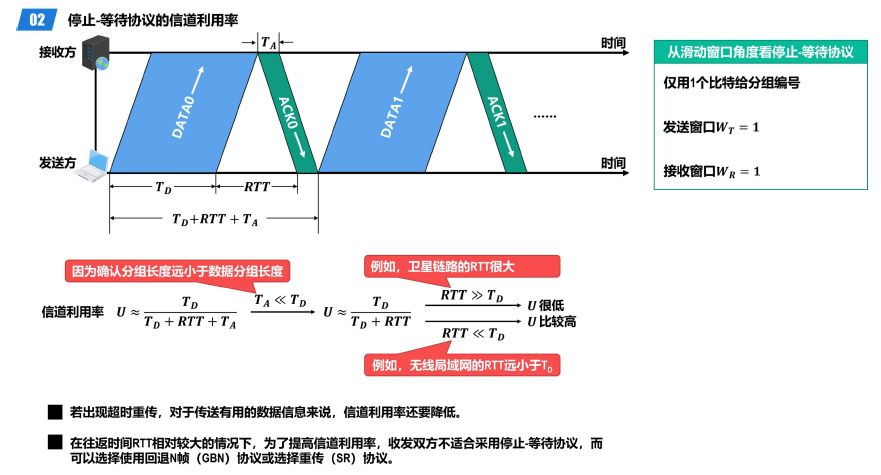 02 停止-等待协议的信道利用率
T_A
接收方
时间
DATA0
ACK0
DATA1
ACK1
……
发送方
时间
T_D
RTT
T_D+RTT + T_A
从滑动窗口角度看停止-等待协议
仅用1个比特给分组编号
发送窗口W_T = 1
接收窗口W_R = 1
因为确认分组长度远小于数据分组长度
例如，卫星链路的RTT很大
信道利用率 U ≈ T_D / (T_D + RTT + T_A) T_A ≪ T_D U ≈ T_D / (T_D + RTT)
RTT ≫ T_D U 很低
RTT ≪ T_D U 比较高
例如，无线局域网的RTT远小于T_D
若出现超时重传，对于传送有用的数据信息来说，信道利用率还要降低。
在往返时间RTT相对较大的情况下，为了提高信道利用率，收发双方不适合采用停止-等待协议，而
可以选择使用回退N帧（GBN）协议或选择重传（SR）协议。